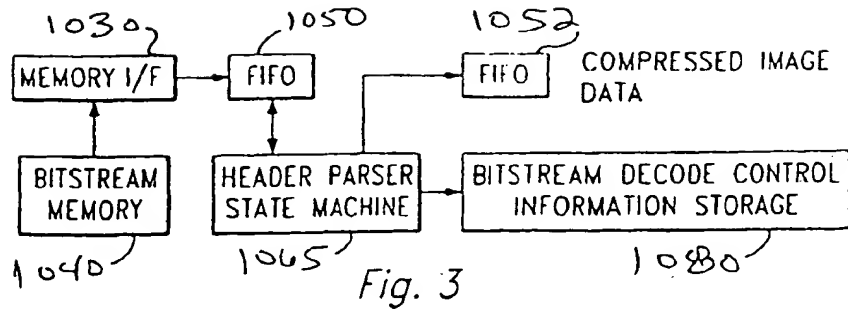 1030
1050
1052
MEMORY I/F
FIFO
FIFO
COMPRESSED IMAGE
DATA
BITSTREAM
MEMORY
HEADER PARSER
STATE MACHINE
BITSTREAM DECODE CONTROL
INFORMATION STORAGE
1040
1065
1080
Fig. 3